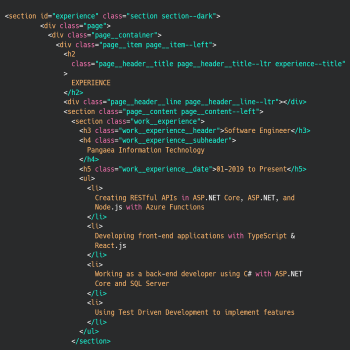 <section id="experience" class="section section--dark">
<div class="page">
<div class="page__container">
<div class="page__item page__item--left">
<h2
class="page__header__title page__header__title--ltr experience--title"
>
EXPERIENCE
</h2>
<div class="page__header__line page__header__line--ltr"></div>
<section class="page__content page__content--left">
<section class="work__experience">
<h3 class="work__experience__header">Software Engineer</h3>
<h4 class="work__experience__subheader">
Pangaea Information Technology
</h4>
<h5 class="work__experience__date">01-2019 to Present</h5>
<ul>
<li>
Creating RESTful APIs in ASP.NET Core, ASP.NET, and
Node.js with Azure Functions
</li>
<li>
Developing front-end applications with TypeScript &
React.js
</li>
<li>
Working as a back-end developer using C# with ASP.NET
Core and SQL Server
</li>
<li>
Using Test Driven Development to implement features
</li>
</ul>
</section>